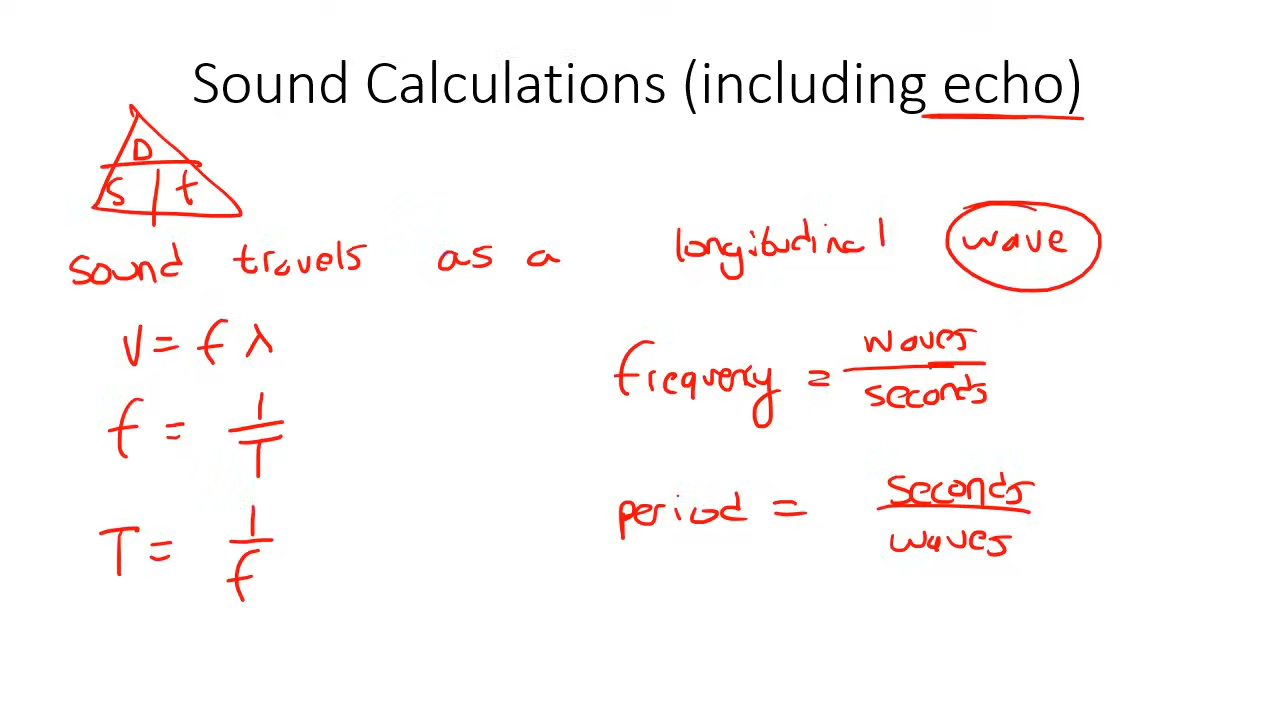 Sound Calculations (including echo)
D
S t
sound travels as a longitudinal wave
v = f λ
frequency = waves / seconds
f = 1 / T
period = seconds / waves
T = 1 / f